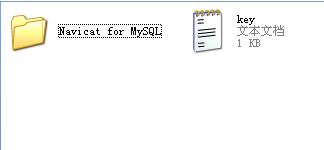 Navicat for MySQL
key
文本文档
1 KB